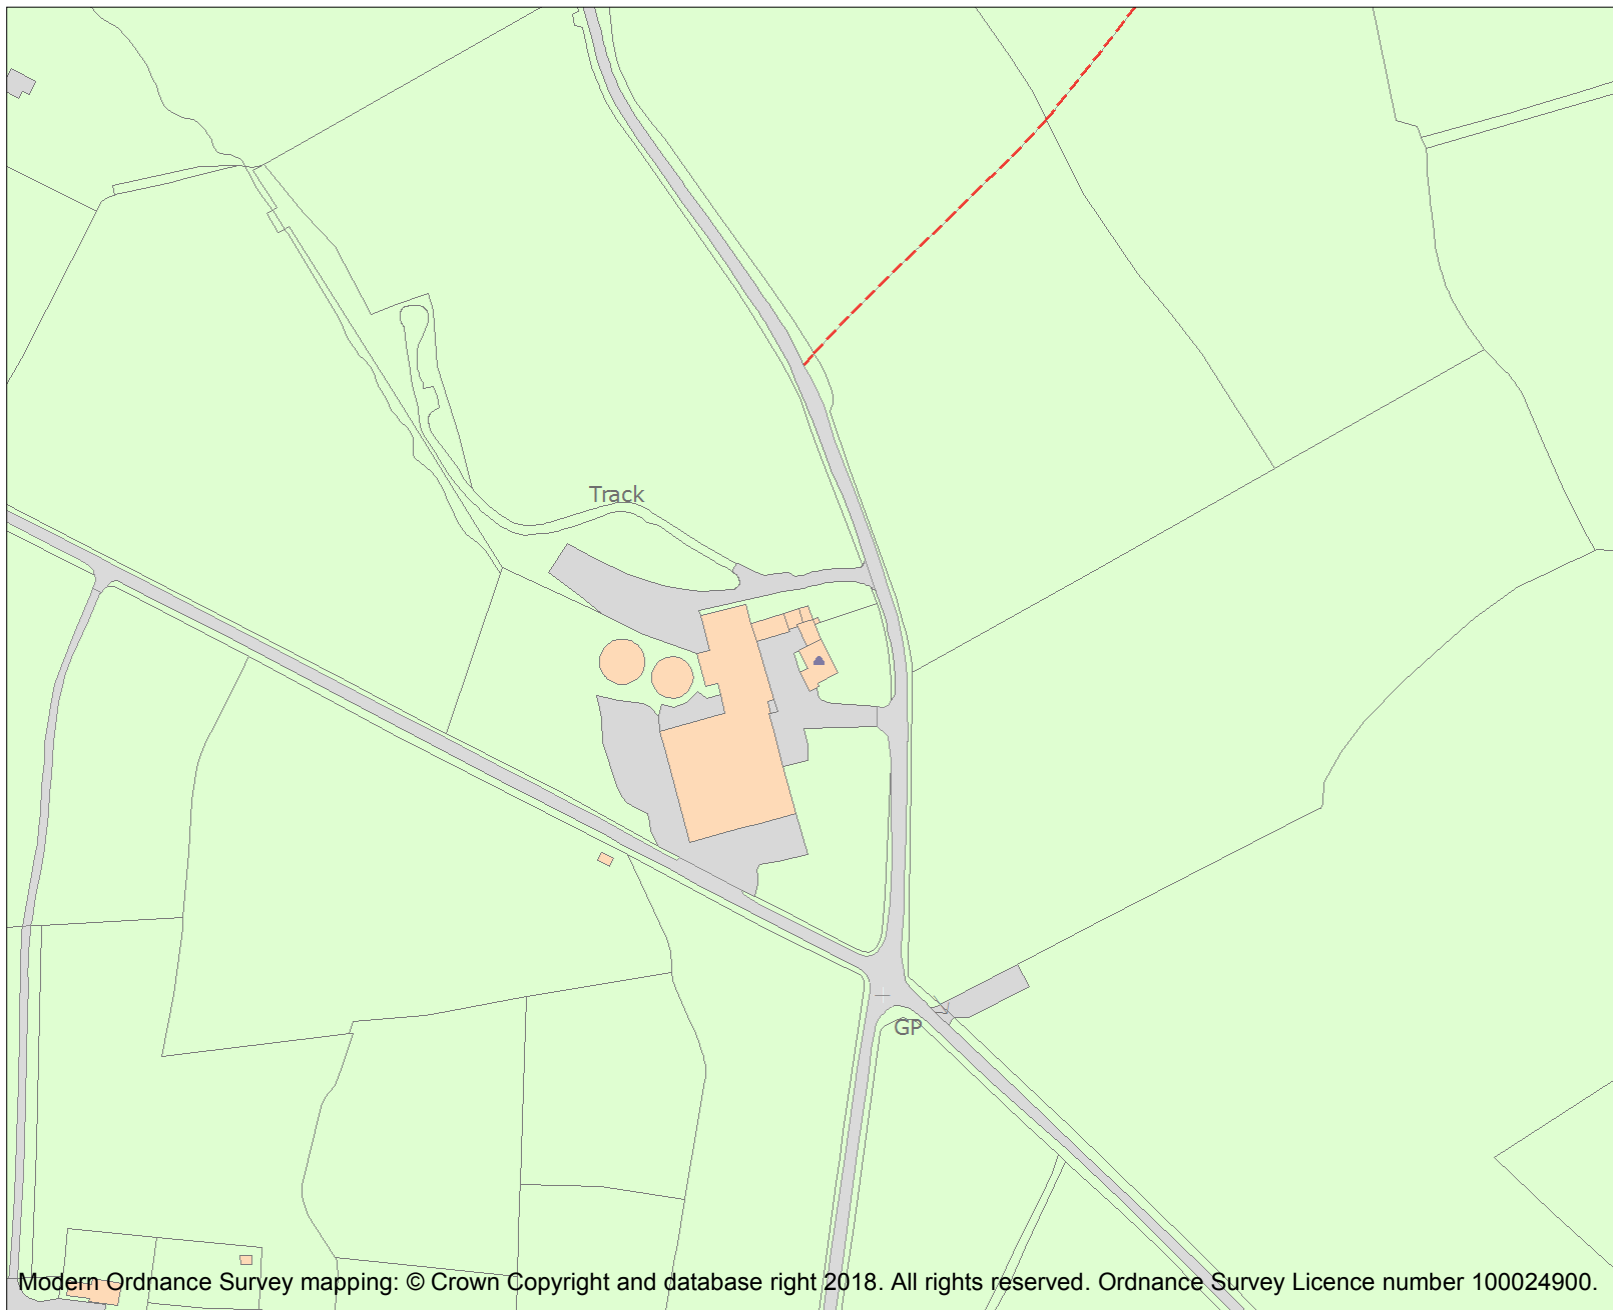 Track
GP
Modern Ordnance Survey mapping: © Crown Copyright and database right 2018. All rights reserved. Ordnance Survey Licence number 100024900.